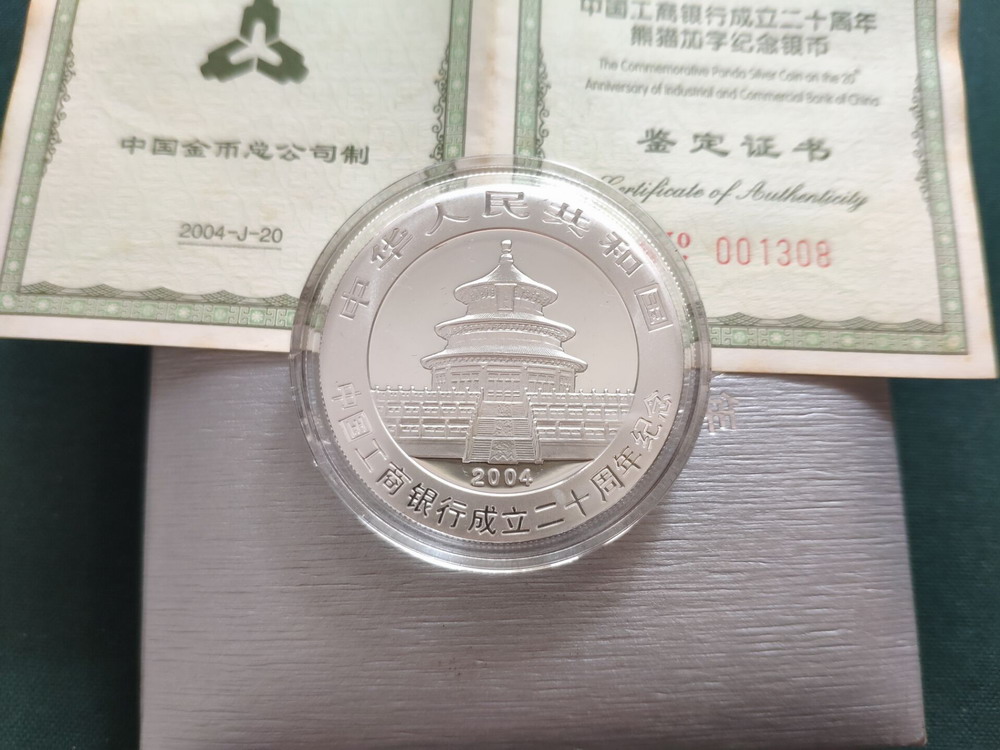 中国金币总公司制
2004-J-20
中国工商银行成立二十周年
熊猫加字纪念银币
The Commemorative Panda Silver Coin on the 20th
Anniversary of Industrial and Commercial Bank of China
鉴定证书
Certificate of Authenticity
No 001308
中华人民共和国
2004
中国工商银行成立二十周年纪念
年